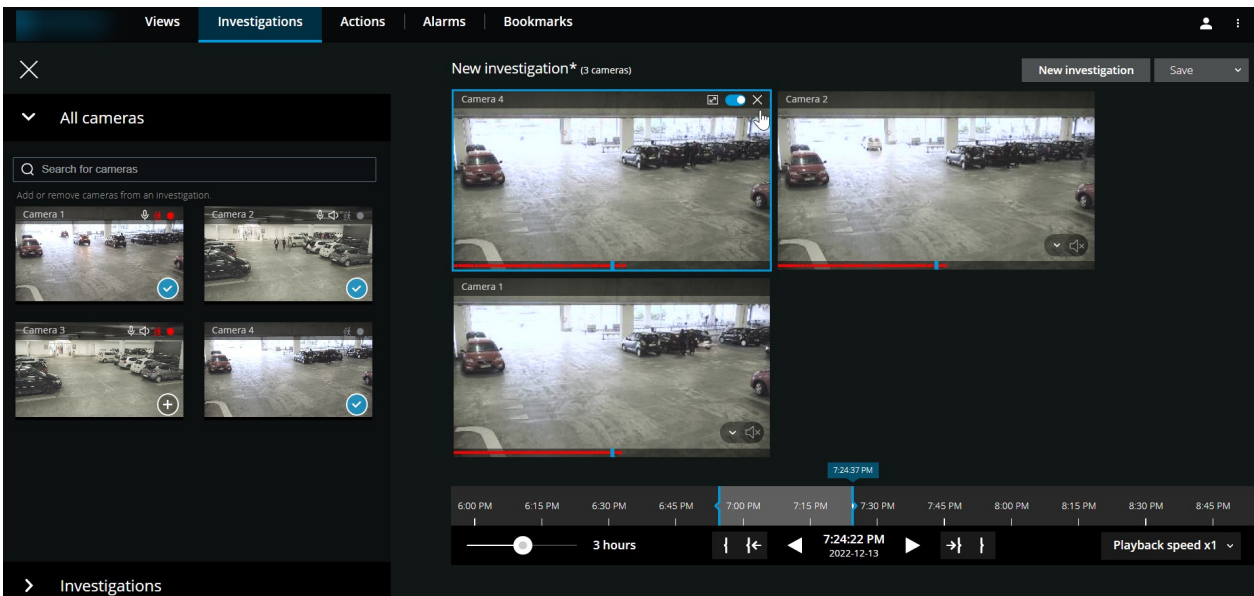 Views Investigations Actions Alarms Bookmarks
New investigation* (3 cameras)
New investigation Save
All cameras
Search for cameras
Add or remove cameras from an investigation.
Camera 1 Camera 2
Camera 3 Camera 4
Investigations
Camera 4 Camera 2
Camera 1
7:24:37 PM
6:00 PM 6:15 PM 6:30 PM 6:45 PM 7:00 PM 7:15 PM 7:30 PM 7:45 PM 8:00 PM 8:15 PM 8:30 PM 8:45 PM
3 hours 7:24:22 PM Playback speed x1
2022-12-13